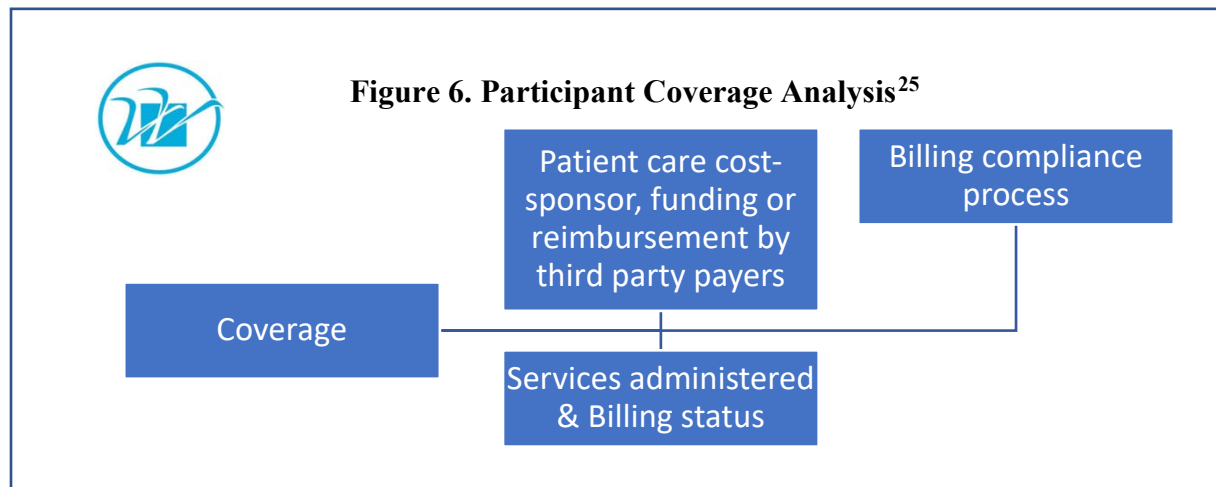 Figure 6. Participant Coverage Analysis25
Patient care cost-
sponsor, funding or
reimbursement by
third party payers
Billing compliance
process
Coverage
Services administered
& Billing status